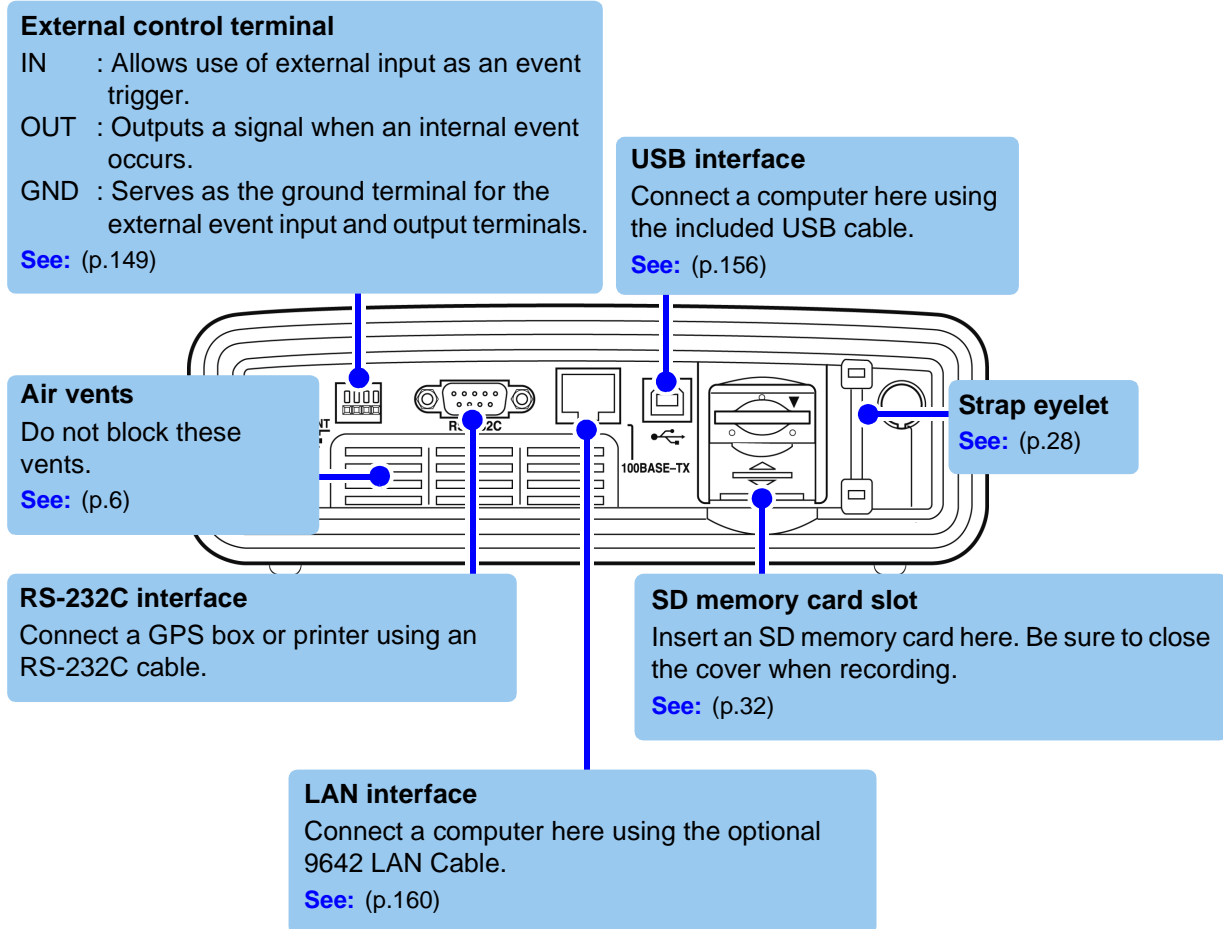 External control terminal
IN : Allows use of external input as an event
trigger.
OUT : Outputs a signal when an internal event
occurs.
GND : Serves as the ground terminal for the
external event input and output terminals.
See: (p.149)
USB interface
Connect a computer here using
the included USB cable.
See: (p.156)
Air vents
Do not block these
vents.
See: (p.6)
Strap eyelet
See: (p.28)
100BASE-TX
RS-232C interface
Connect a GPS box or printer using an
RS-232C cable.
SD memory card slot
Insert an SD memory card here. Be sure to close
the cover when recording.
See: (p.32)
LAN interface
Connect a computer here using the optional
9642 LAN Cable.
See: (p.160)